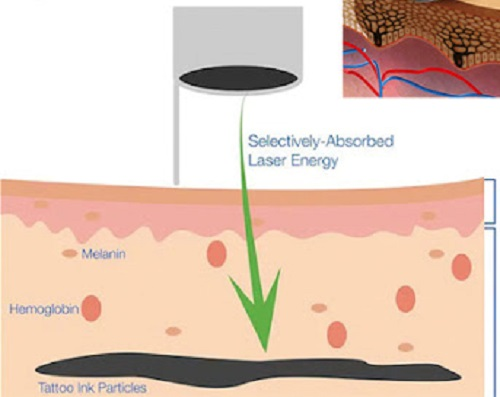 Selectively-Absorbed
Laser Energy
Melanin
Hemoglobin
Tattoo Ink Particles